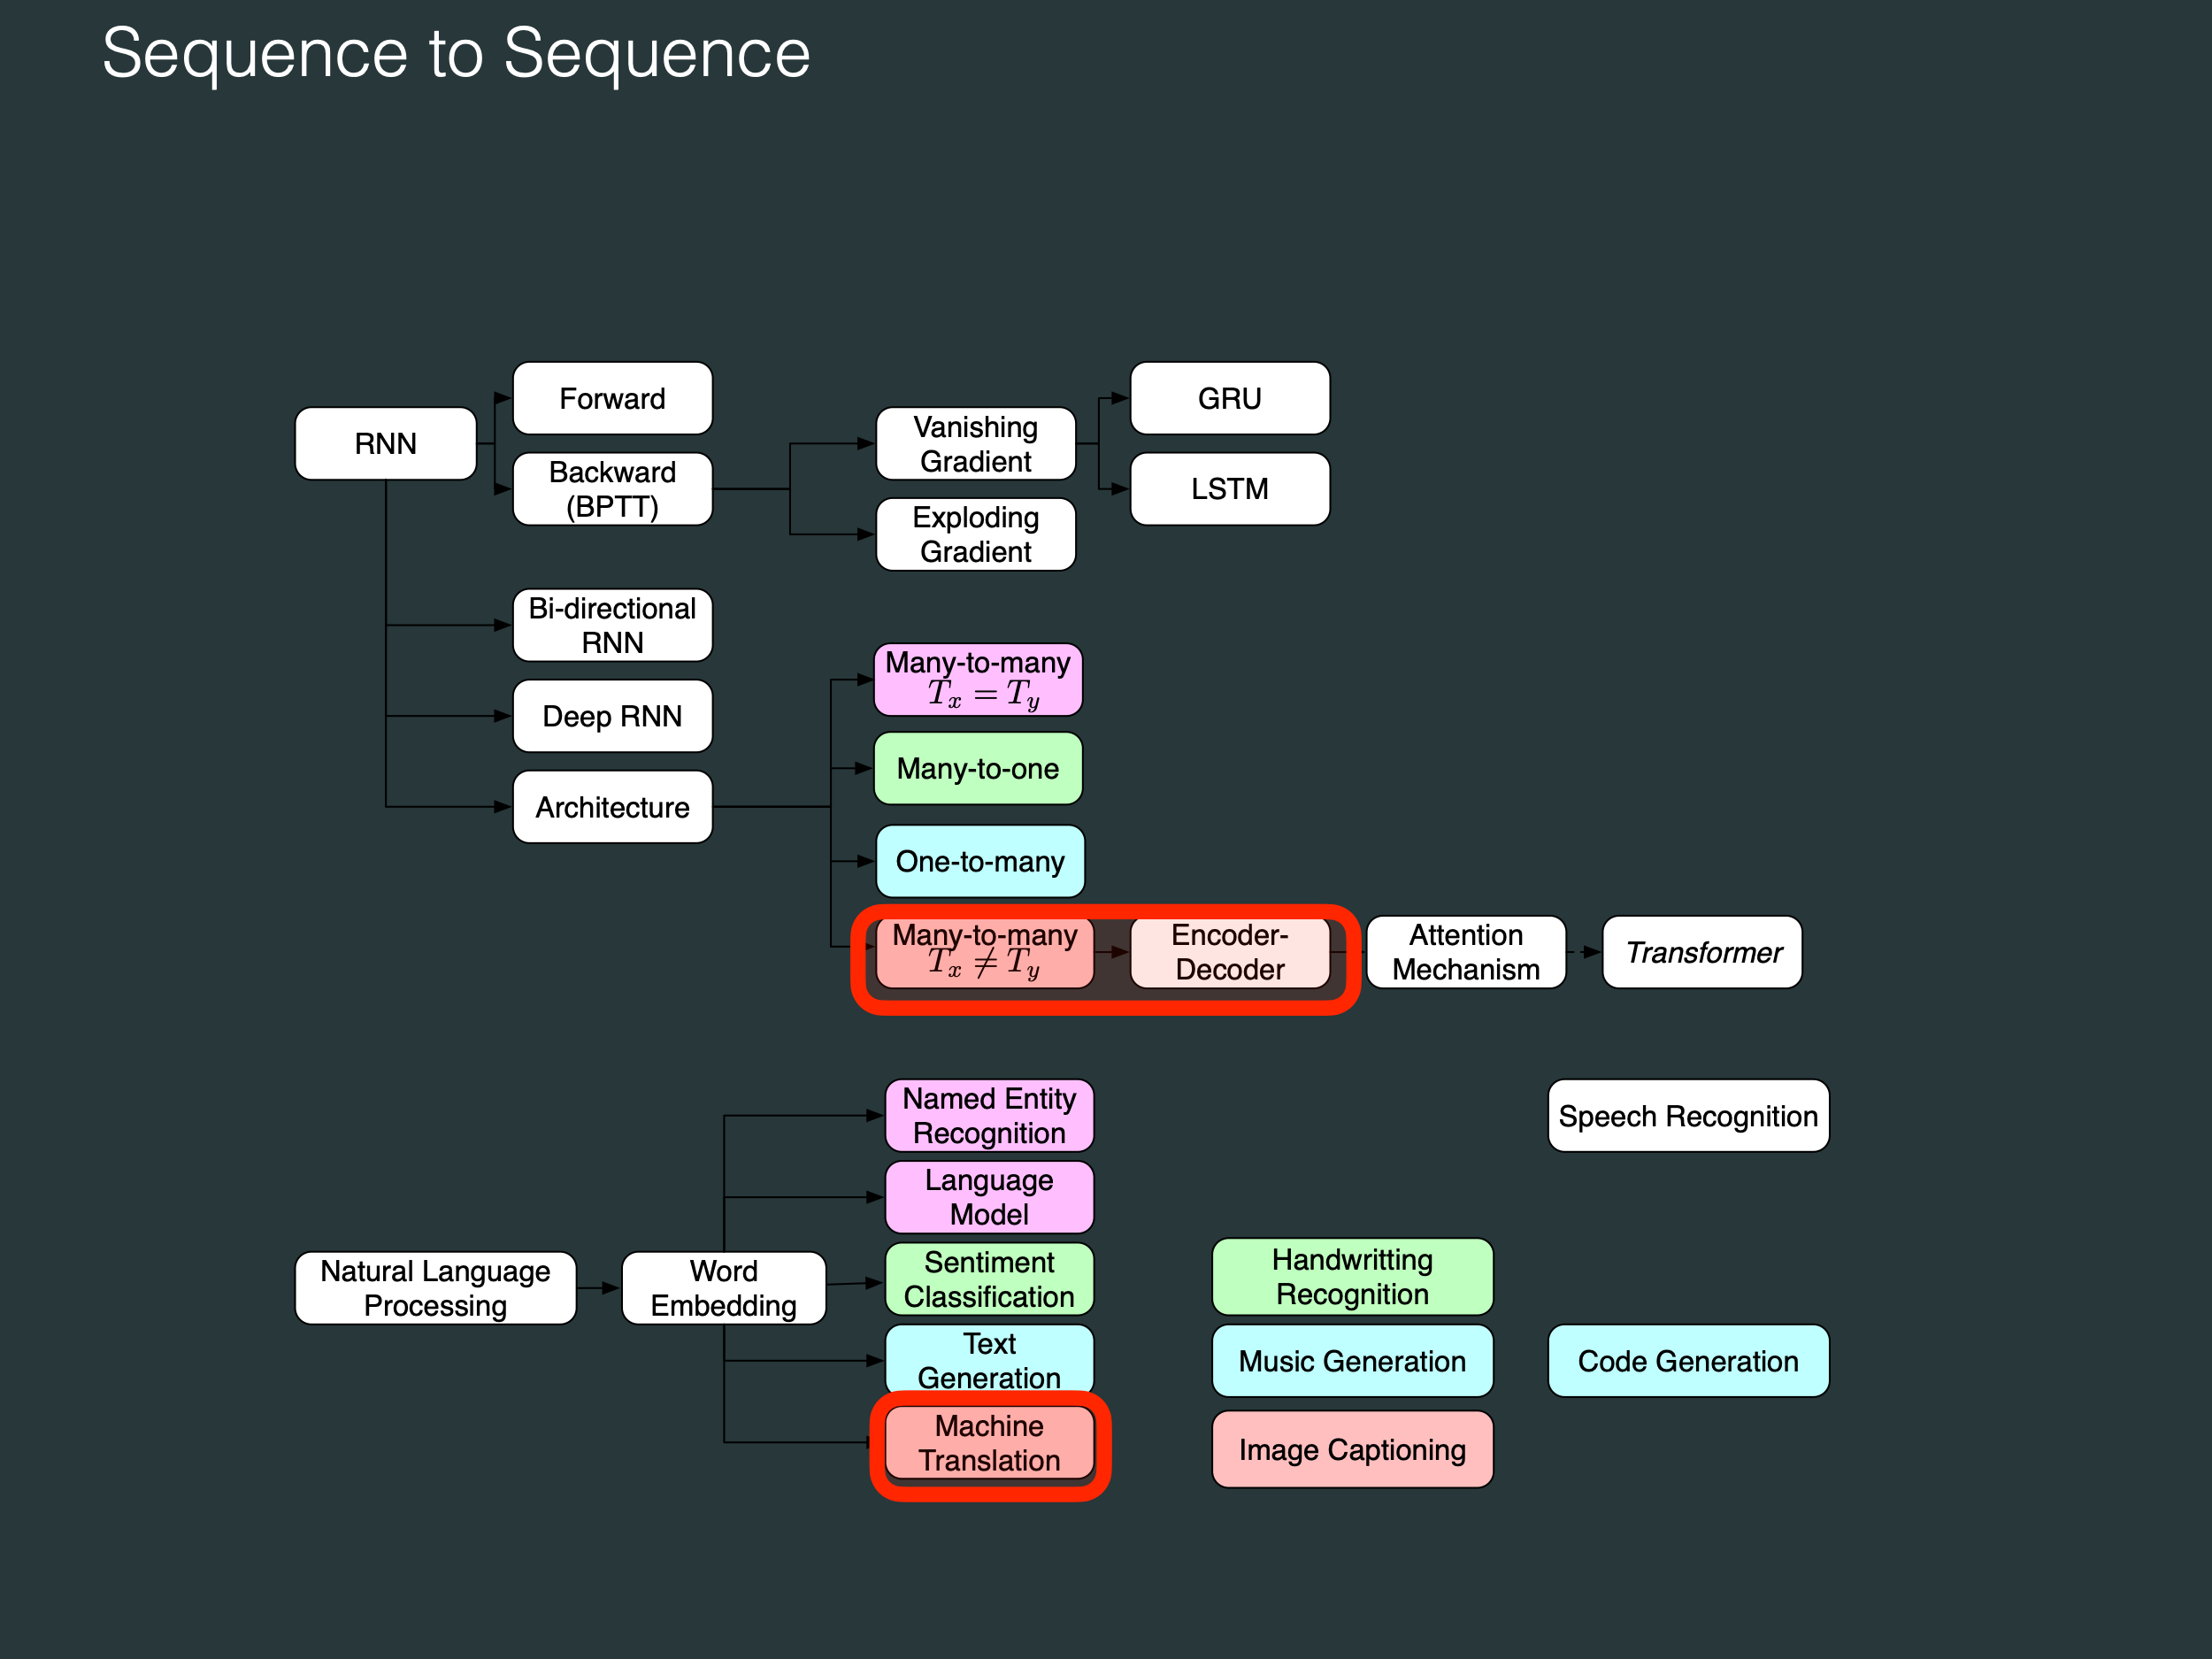 Sequence to Sequence
RNN
Forward
Backward
(BPTT)
Vanishing
Gradient
Exploding
Gradient
GRU
LSTM
Bi-directional
RNN
Deep RNN
Architecture
Many-to-many
T_x = T_y
Many-to-one
One-to-many
Many-to-many
T_x ≠ T_y
Encoder-
Decoder
Attention
Mechanism
Transformer
Natural Language
Processing
Word
Embedding
Named Entity
Recognition
Language
Model
Sentiment
Classification
Text
Generation
Machine
Translation
Speech Recognition
Handwritting
Recognition
Music Generation
Code Generation
Image Captioning